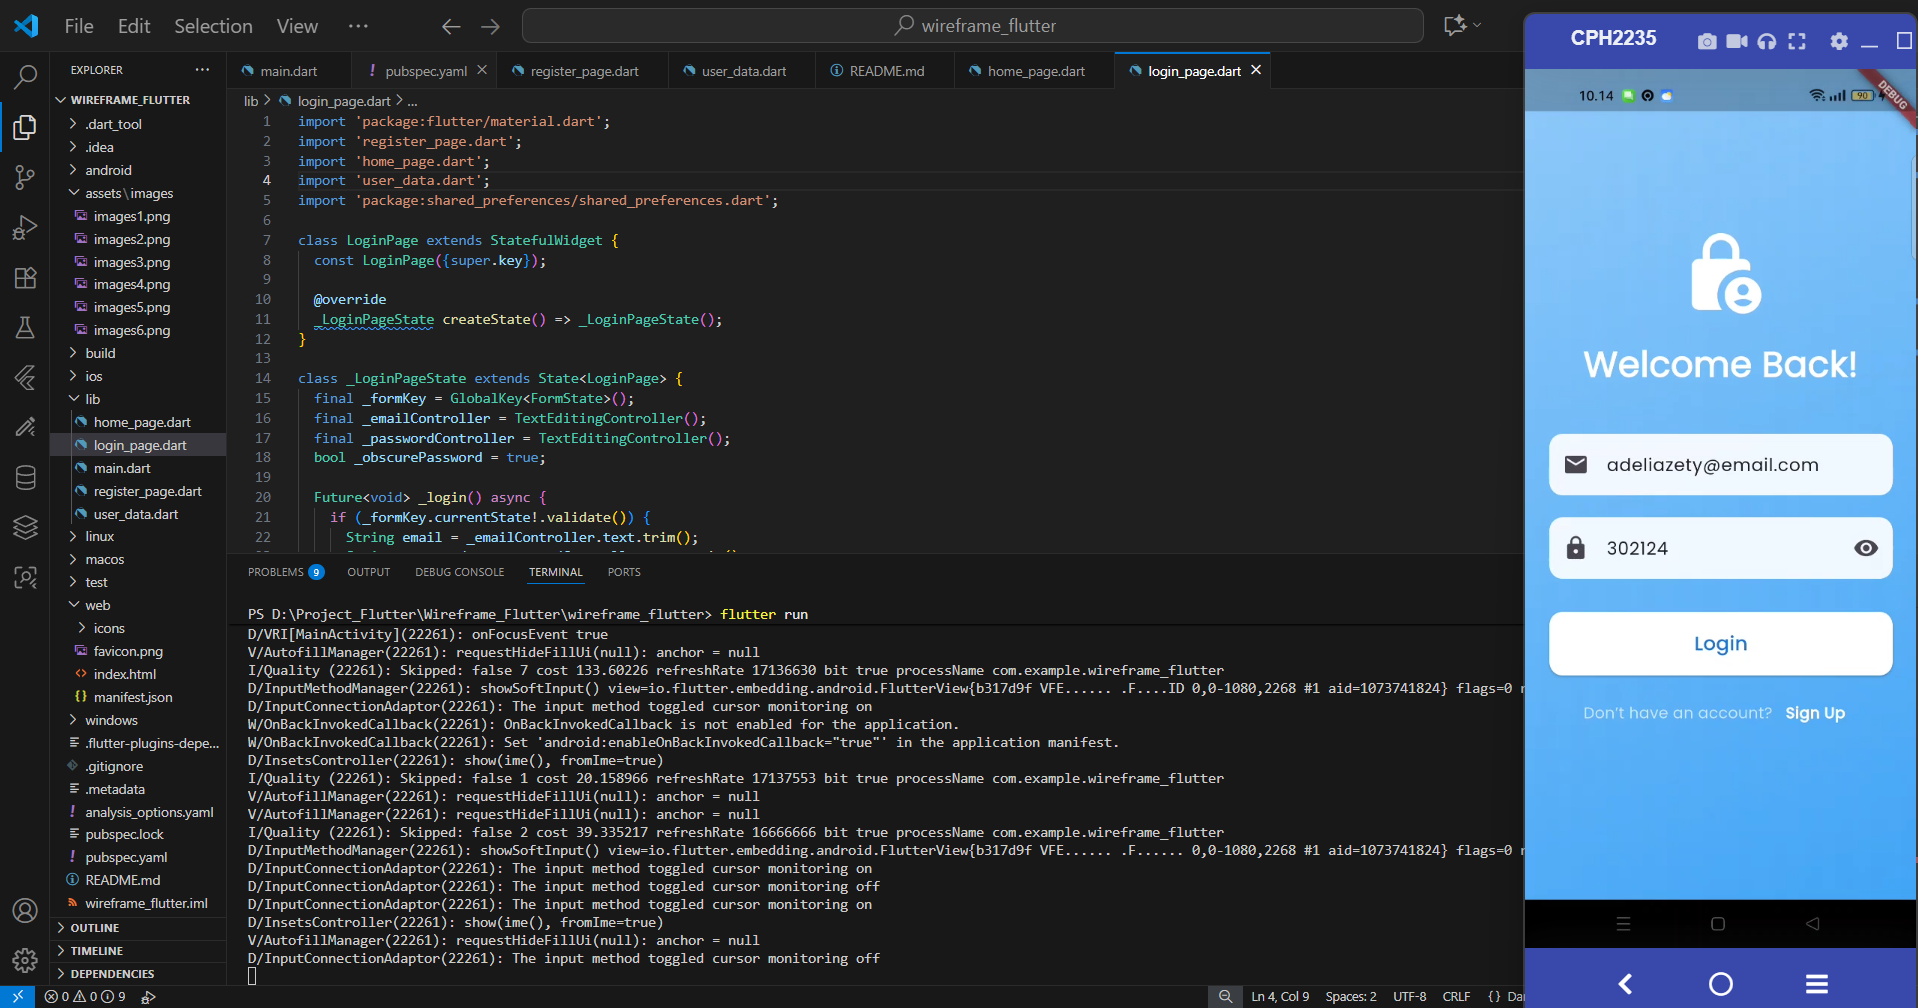 File Edit Selection View ···
wireframe_flutter
EXPLORER ···
WIREFRAME_FLUTTER
.dart_tool
.idea
android
assets\images
images1.png
images2.png
images3.png
images4.png
images5.png
images6.png
build
ios
lib
home_page.dart
login_page.dart
main.dart
register_page.dart
user_data.dart
linux
macos
test
web
icons
favicon.png
index.html
manifest.json
windows
.flutter-plugins-depe...
.gitignore
.metadata
analysis_options.yaml
pubspec.lock
pubspec.yaml
README.md
wireframe_flutter.iml
OUTLINE
TIMELINE
DEPENDENCIES
main.dart pubspec.yaml register_page.dart user_data.dart README.md home_page.dart login_page.dart
lib > login_page.dart > ...
1 import 'package:flutter/material.dart';
2 import 'register_page.dart';
3 import 'home_page.dart';
4 import 'user_data.dart';
5 import 'package:shared_preferences/shared_preferences.dart';
6
7 class LoginPage extends StatefulWidget {
8 const LoginPage({super.key});
9
10 @override
11 _LoginPageState createState() => _LoginPageState();
12 }
13
14 class _LoginPageState extends State<LoginPage> {
15 final _formKey = GlobalKey<FormState>();
16 final _emailController = TextEditingController();
17 final _passwordController = TextEditingController();
18 bool _obscurePassword = true;
19
20 Future<void> _login() async {
21 if (_formKey.currentState!.validate()) {
22 String email = _emailController.text.trim();
PROBLEMS 9 OUTPUT DEBUG CONSOLE TERMINAL PORTS
PS D:\Project_Flutter\Wireframe_Flutter\wireframe_flutter> flutter run
D/VRI[MainActivity](22261): onFocusEvent true
V/AutofillManager(22261): requestHideFillUi(null): anchor = null
I/Quality (22261): Skipped: false 7 cost 133.60226 refreshRate 17136630 bit true processName com.example.wireframe_flutter
D/InputMethodManager(22261): showSoftInput() view=io.flutter.embedding.android.FlutterView{b317d9f VFE...... .F....ID 0,0-1080,2268 #1 aid=1073741824} flags=0
D/InputConnectionAdaptor(22261): The input method toggled cursor monitoring on
W/OnBackInvokedCallback(22261): OnBackInvokedCallback is not enabled for the application.
W/OnBackInvokedCallback(22261): Set 'android:enableOnBackInvokedCallback="true"' in the application manifest.
D/InsetsController(22261): show(ime(), fromIme=true)
I/Quality (22261): Skipped: false 1 cost 20.158966 refreshRate 17137553 bit true processName com.example.wireframe_flutter
V/AutofillManager(22261): requestHideFillUi(null): anchor = null
V/AutofillManager(22261): requestHideFillUi(null): anchor = null
I/Quality (22261): Skipped: false 2 cost 39.335217 refreshRate 16666666 bit true processName com.example.wireframe_flutter
D/InputMethodManager(22261): showSoftInput() view=io.flutter.embedding.android.FlutterView{b317d9f VFE...... .F...... 0,0-1080,2268 #1 aid=1073741824} flags=0
D/InputConnectionAdaptor(22261): The input method toggled cursor monitoring on
D/InputConnectionAdaptor(22261): The input method toggled cursor monitoring off
D/InputConnectionAdaptor(22261): The input method toggled cursor monitoring on
D/InsetsController(22261): show(ime(), fromIme=true)
V/AutofillManager(22261): requestHideFillUi(null): anchor = null
D/InputConnectionAdaptor(22261): The input method toggled cursor monitoring off
0 0 9
Ln 4, Col 9 Spaces: 2 UTF-8 CRLF {}
CPH2235
10.14 90
DEBUG
Welcome Back!
adeliazety@email.com
302124
Login
Don't have an account? Sign Up